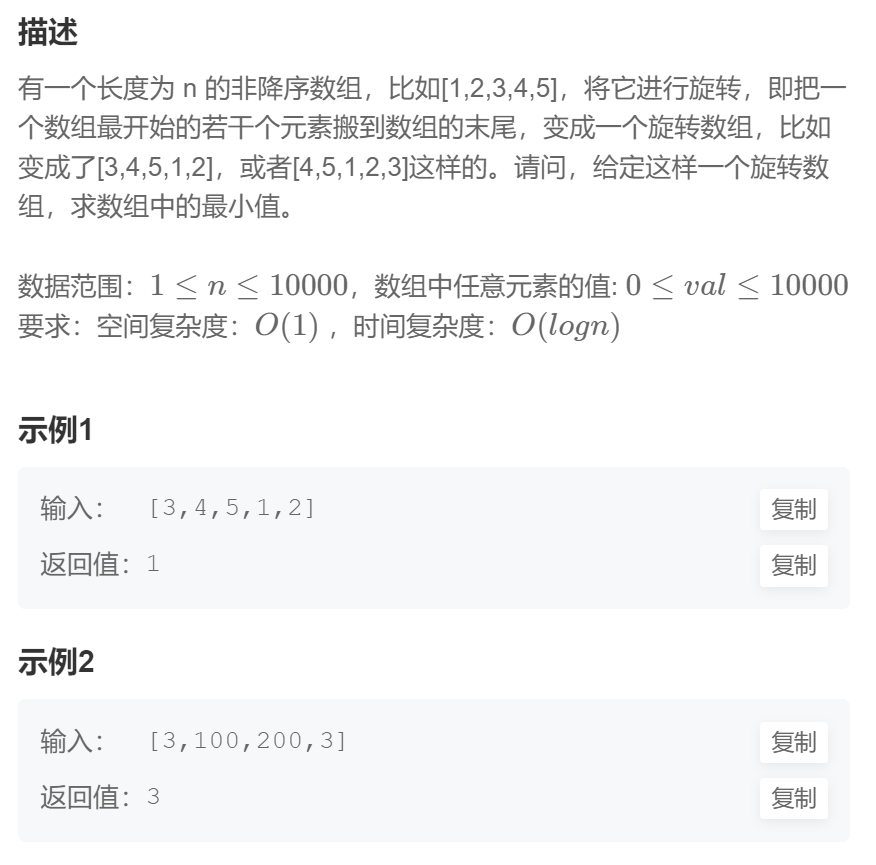 描述
有一个长度为 n 的非降序数组，比如[1,2,3,4,5]，将它进行旋转，即把一
个数组最开始的若干个元素搬到数组的末尾，变成一个旋转数组，比如
变成了[3,4,5,1,2]，或者[4,5,1,2,3]这样的。请问，给定这样一个旋转数
组，求数组中的最小值。
数据范围：1 ≤ n ≤ 10000，数组中任意元素的值: 0 ≤ val ≤ 10000
要求：空间复杂度：O(1) ，时间复杂度：O(logn)
示例1
输入： [3,4,5,1,2] 复制
返回值：1 复制
示例2
输入： [3,100,200,3] 复制
返回值：3 复制